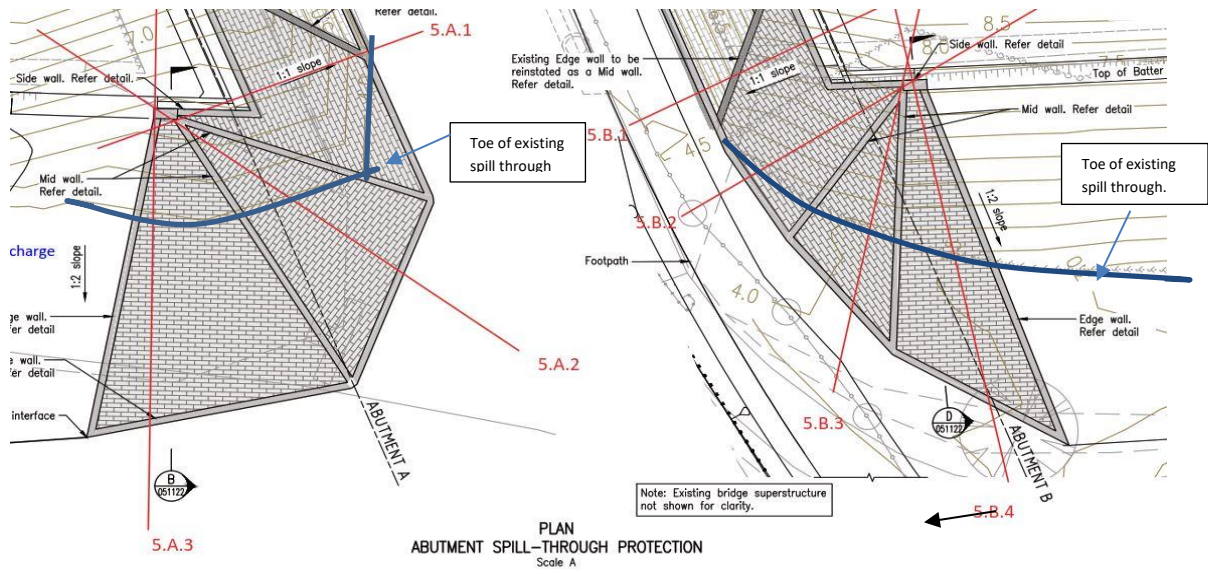 Refer detail.
5.A.1
7.0
1:1 slope
Side wall. Refer detail.
Mid wall.
Refer detail.
Toe of existing
spill through
charge
1:2 slope
ge wall.
fer detail
e wall.
fer detail
interface
5.A.2
ABUTMENT A
B
051122
5.A.3
Existing Edge wall to be
reinstated as a Mid wall.
Refer detail.
1:1 slope
8.5
8.0
7.5
Side wall. Refer detail
Top of Batter
Mid wall. Refer detail
5.B.1
4.5
Toe of existing
spill through.
5.B.2
1:2 slope
Footpath
4.0
Edge wall.
Refer detail
5.B.3
D
051122
ABUTMENT B
5.B.4
Note: Existing bridge superstructure
not shown for clarity.
PLAN
ABUTMENT SPILL-THROUGH PROTECTION
Scale A